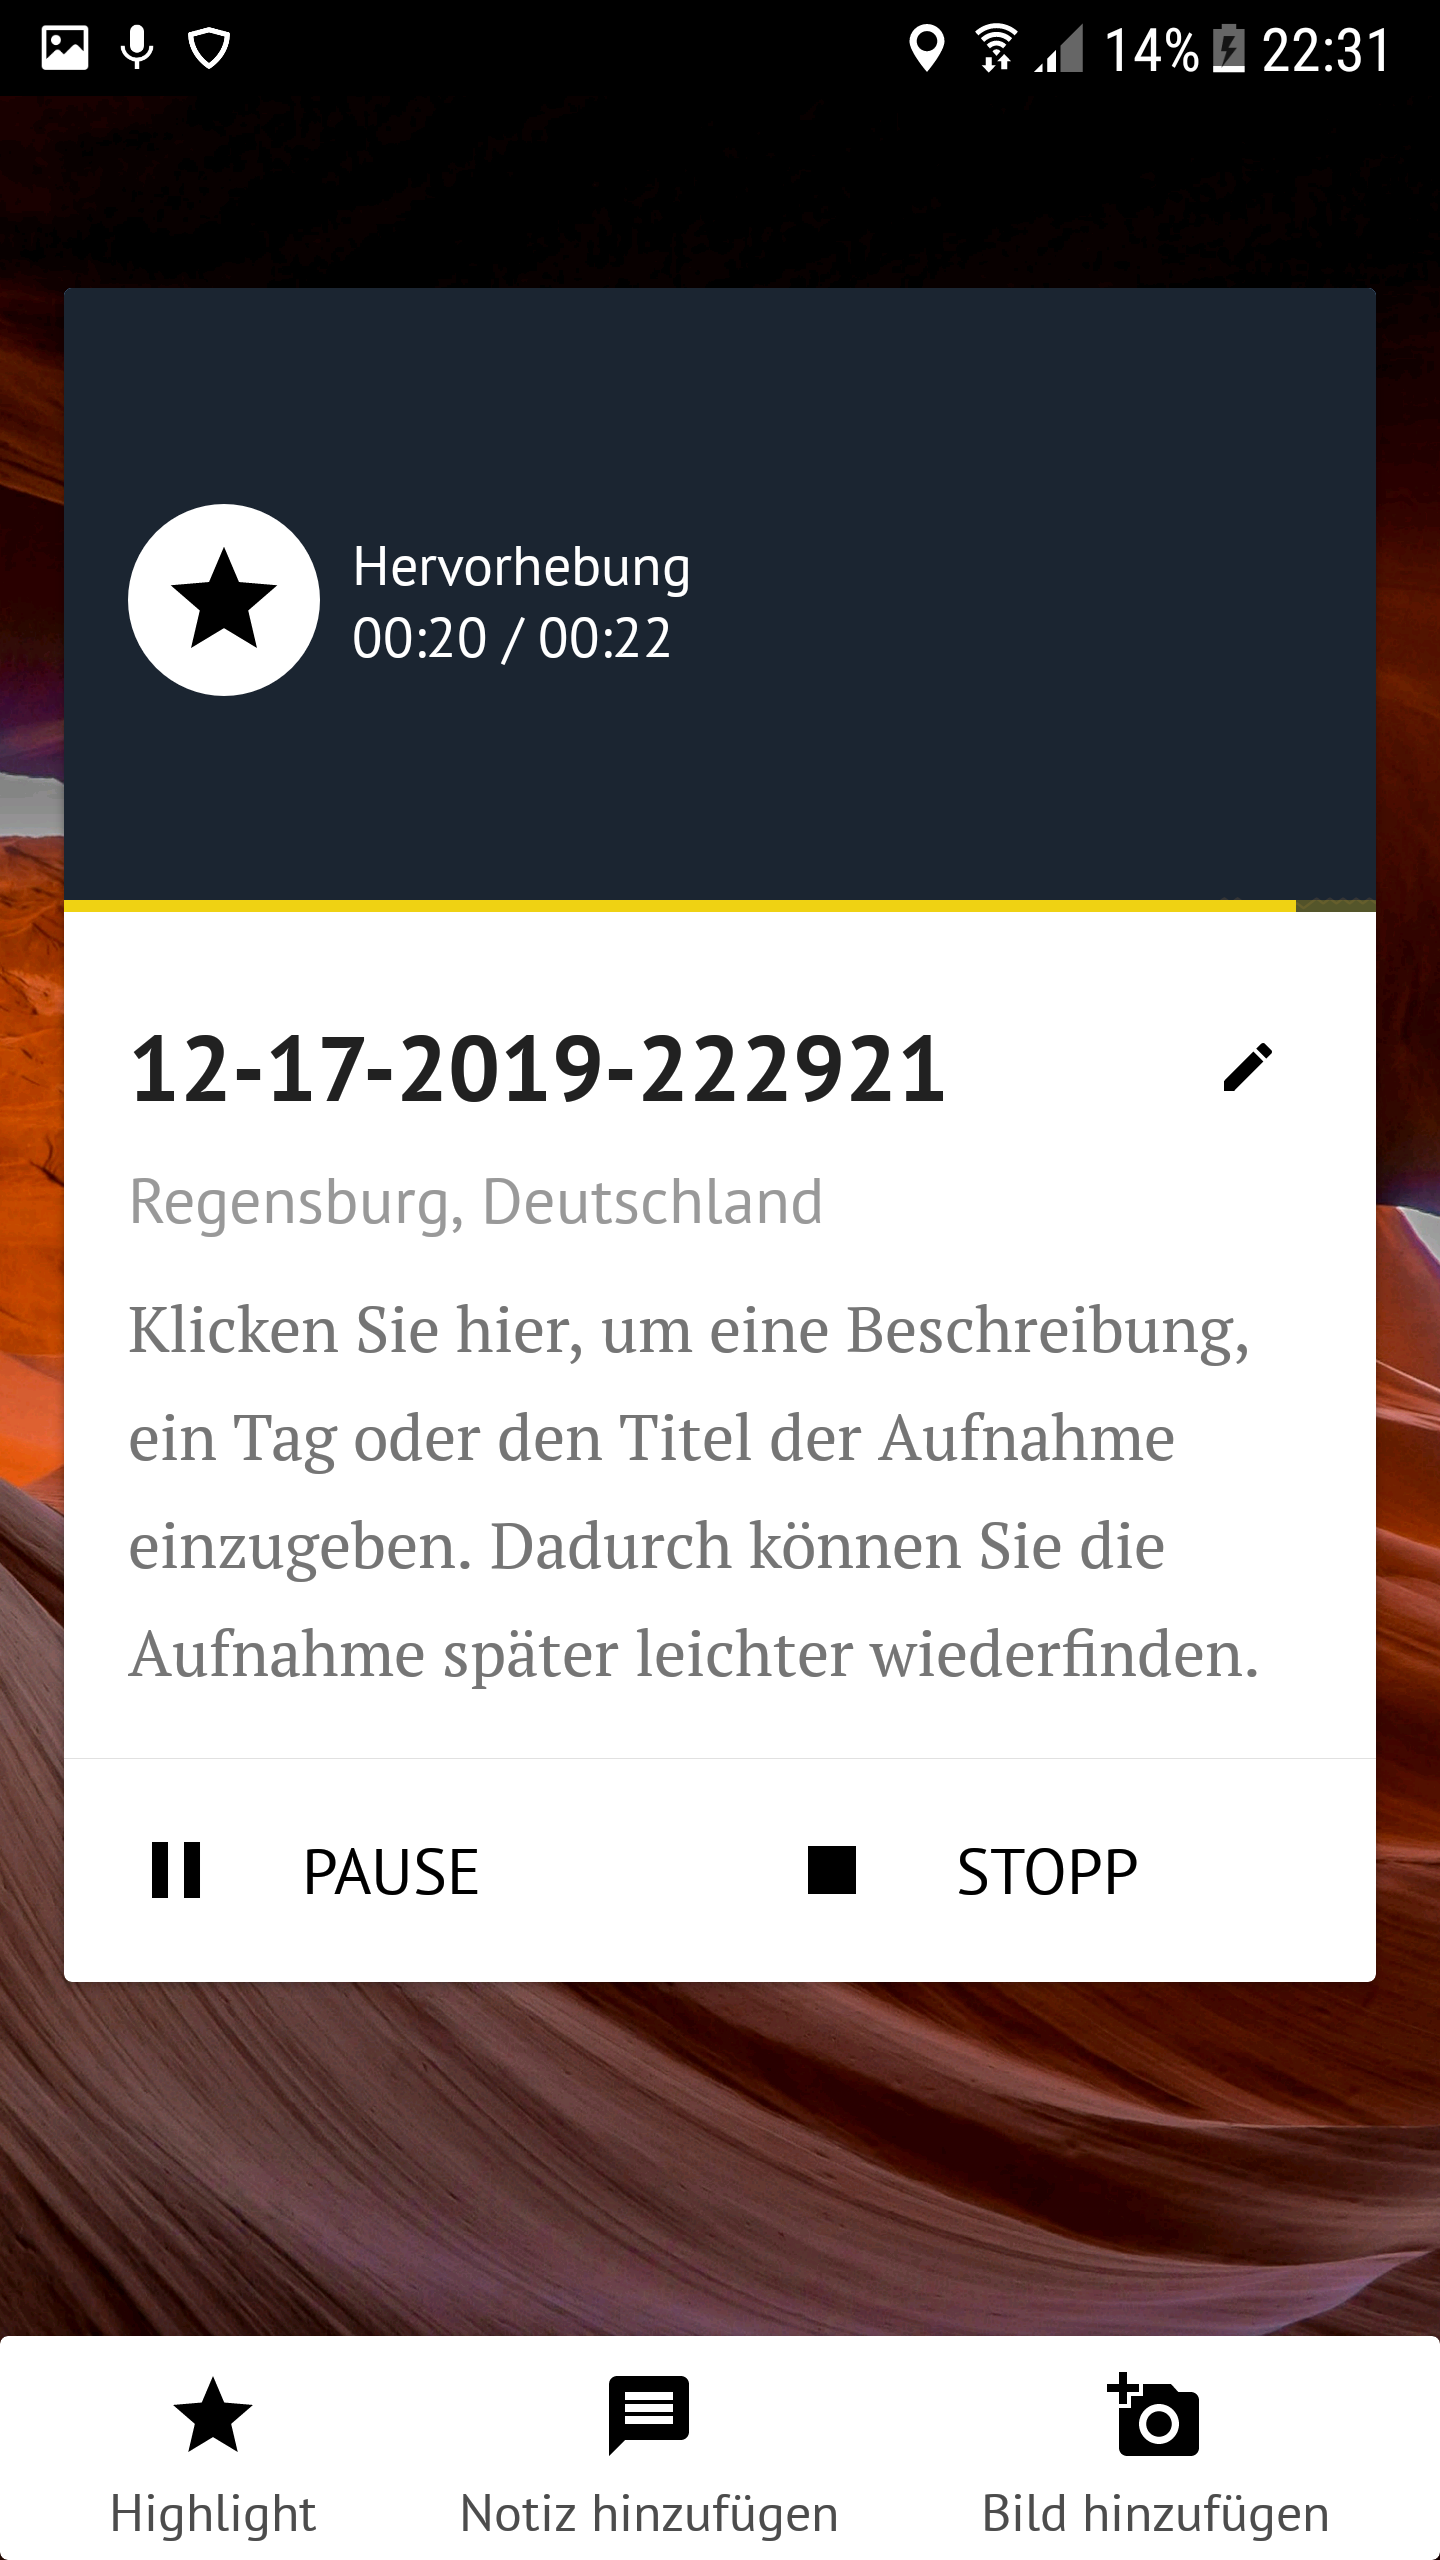 14% 22:31
Hervorhebung
00:20 / 00:22
12-17-2019-222921
Regensburg, Deutschland
Klicken Sie hier, um eine Beschreibung,
ein Tag oder den Titel der Aufnahme
einzugeben. Dadurch können Sie die
Aufnahme später leichter wiederfinden.
PAUSE STOPP
Highlight Notiz hinzufügen Bild hinzufügen